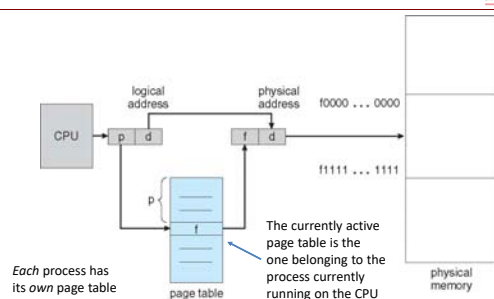 logical
address
physical
address
f0000 ... 0000
CPU
p d
f d
f1111 ... 1111
p
f
The currently active
page table is the
one belonging to the
process currently
running on the CPU
Each process has
its own page table
page table
physical
memory